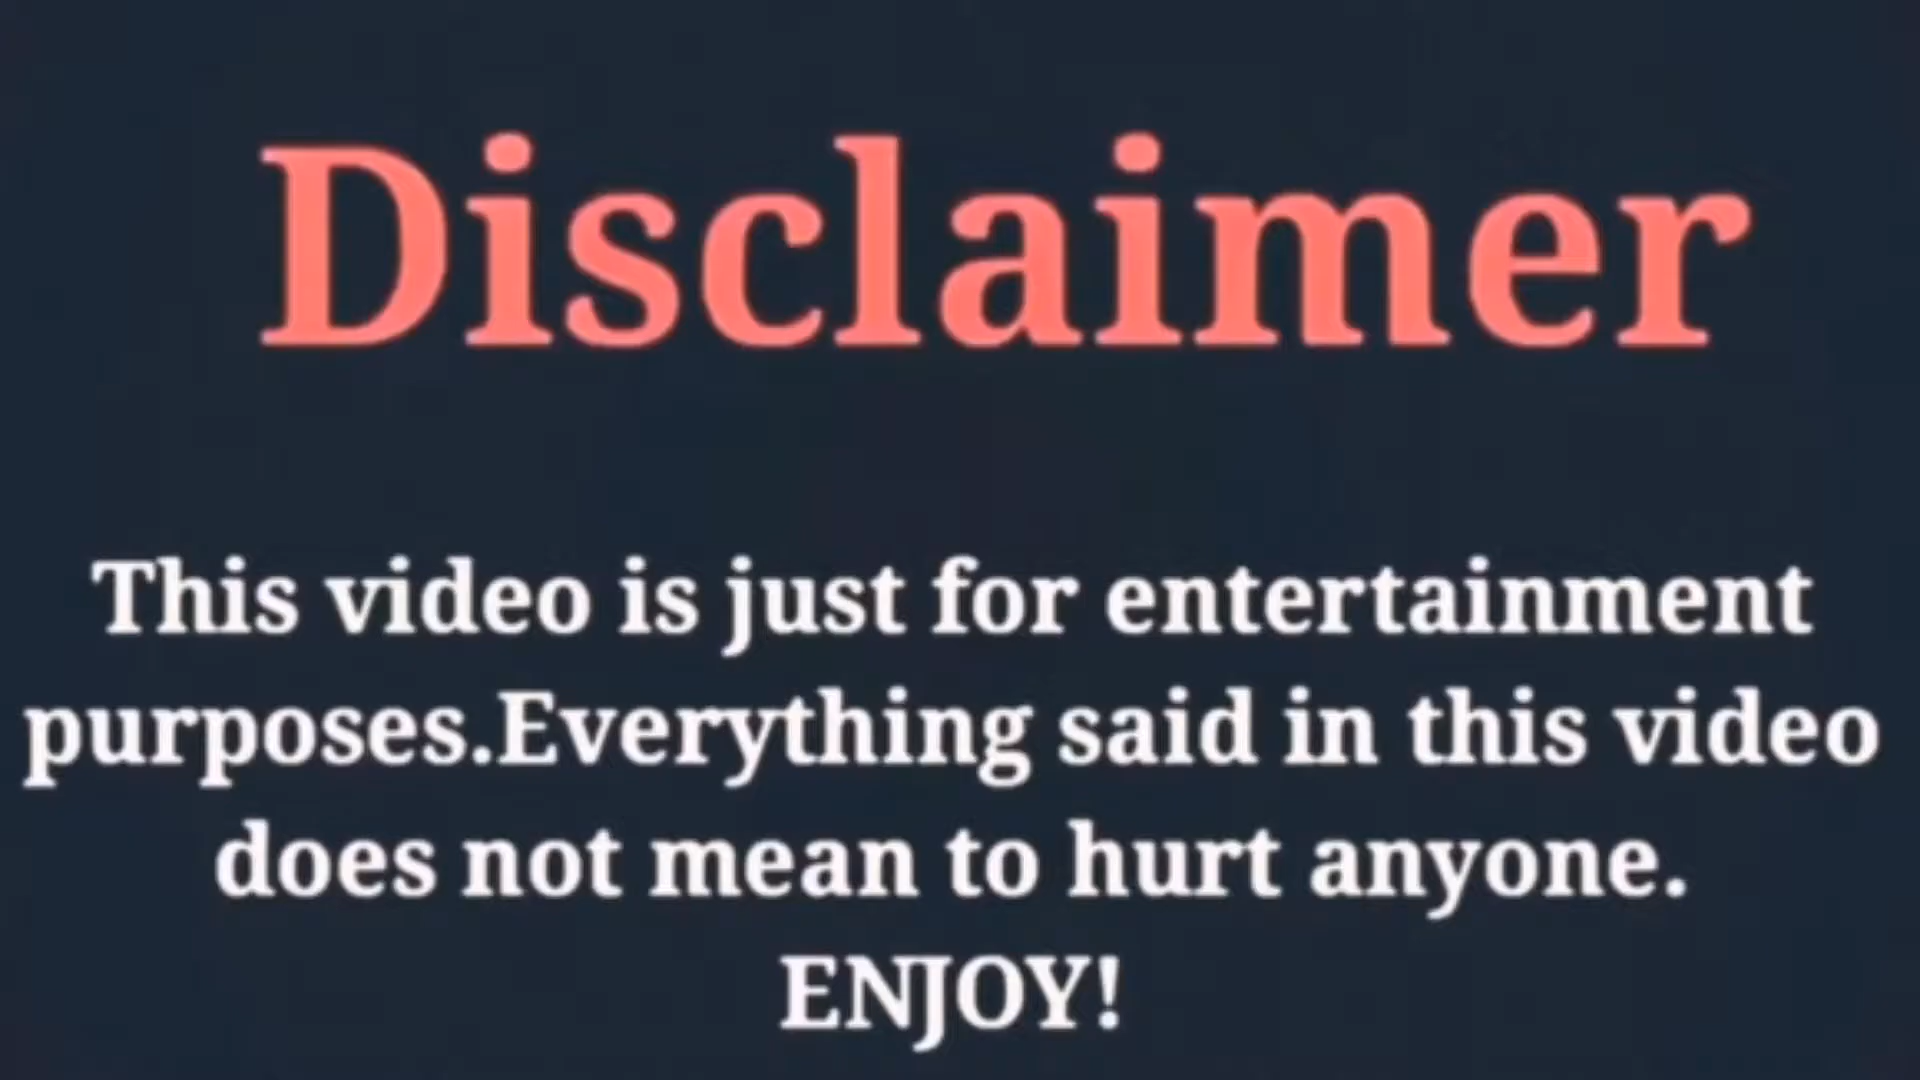 Disclaimer
This video is just for entertainment
purposes.Everything said in this video
does not mean to hurt anyone.
ENJOY!